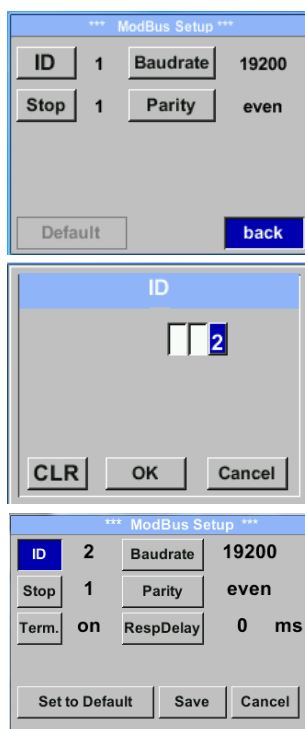 *** ModBus Setup ***
ID 1 Baudrate 19200
Stop 1 Parity even
Default back
ID
2
CLR OK Cancel
*** ModBus Setup ***
ID 2 Baudrate 19200
Stop 1 Parity even
Term. on RespDelay 0 ms
Set to Default Save Cancel